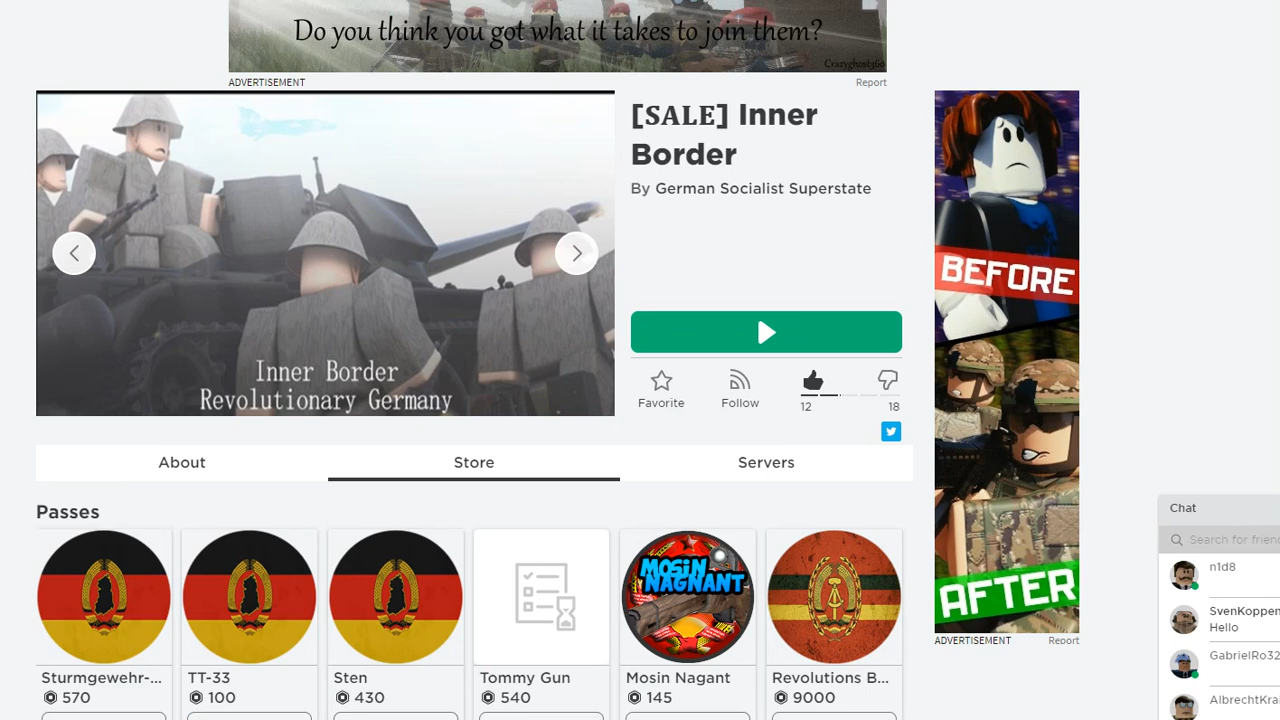 Do you think you got what it takes to join them?
Crazyghost360
ADVERTISEMENT
Report
Inner Border
Revolutionary Germany
[SALE] Inner
Border
By German Socialist Superstate
Favorite
Follow
12
18
BEFORE
AFTER
ADVERTISEMENT
Report
About
Store
Servers
Passes
MOSIN
NAGANT
Sturmgewehr-...
570
TT-33
100
Sten
430
Tommy Gun
540
Mosin Nagant
145
Revolutions B...
9000
Chat
Search for frien
n1d8
SvenKoppen
Hello
GabrielRo32
AlbrechtKra